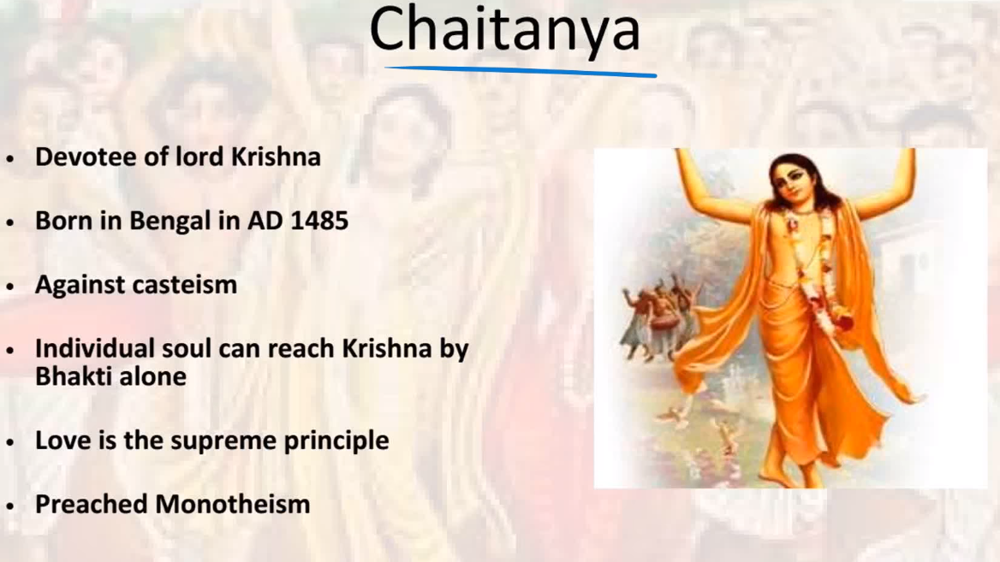 Chaitanya
• Devotee of lord Krishna
• Born in Bengal in AD 1485
• Against casteism
• Individual soul can reach Krishna by
Bhakti alone
• Love is the supreme principle
• Preached Monotheism